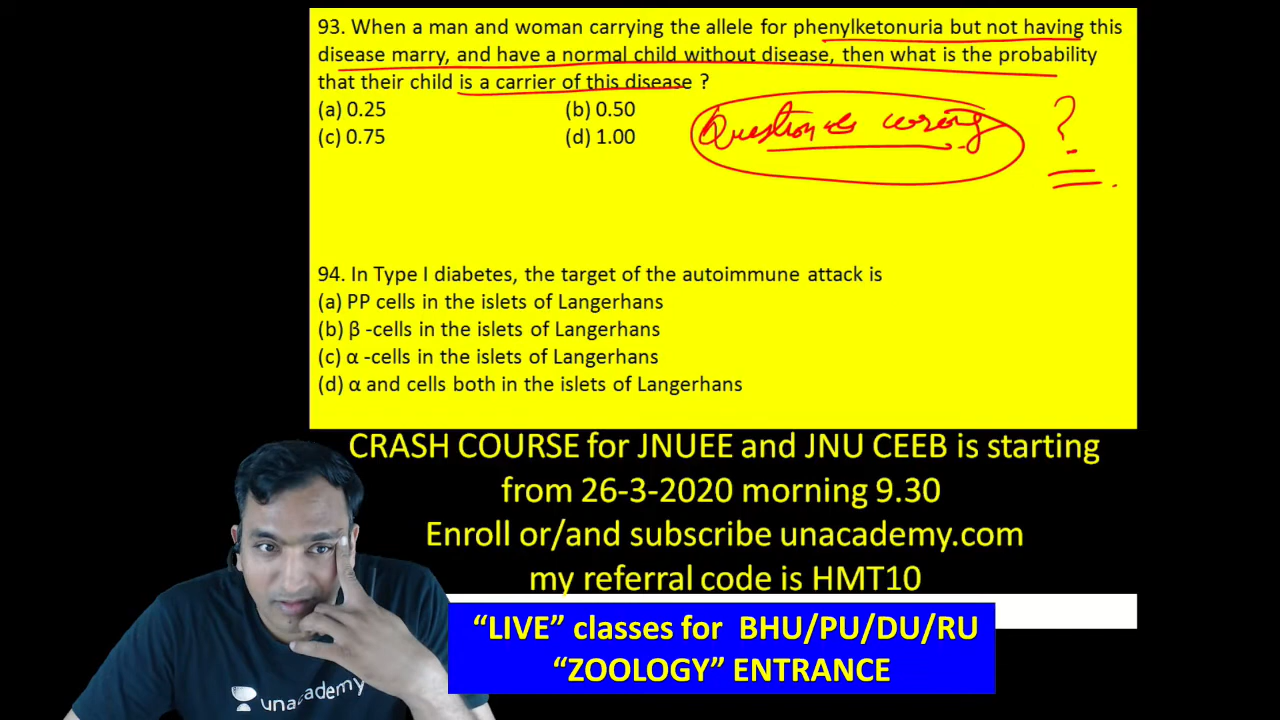 93. When a man and woman carrying the allele for phenylketonuria but not having this
disease marry, and have a normal child without disease, then what is the probability
that their child is a carrier of this disease ?
(a) 0.25 (b) 0.50
(c) 0.75 (d) 1.00
Question is wrong ?
94. In Type I diabetes, the target of the autoimmune attack is
(a) PP cells in the islets of Langerhans
(b) β -cells in the islets of Langerhans
(c) α -cells in the islets of Langerhans
(d) α and cells both in the islets of Langerhans
CRASH COURSE for JNUEE and JNU CEEB is starting
from 26-3-2020 morning 9.30
Enroll or/and subscribe unacademy.com
my referral code is HMT10
“LIVE” classes for BHU/PU/DU/RU
“ZOOLOGY” ENTRANCE
unacademy